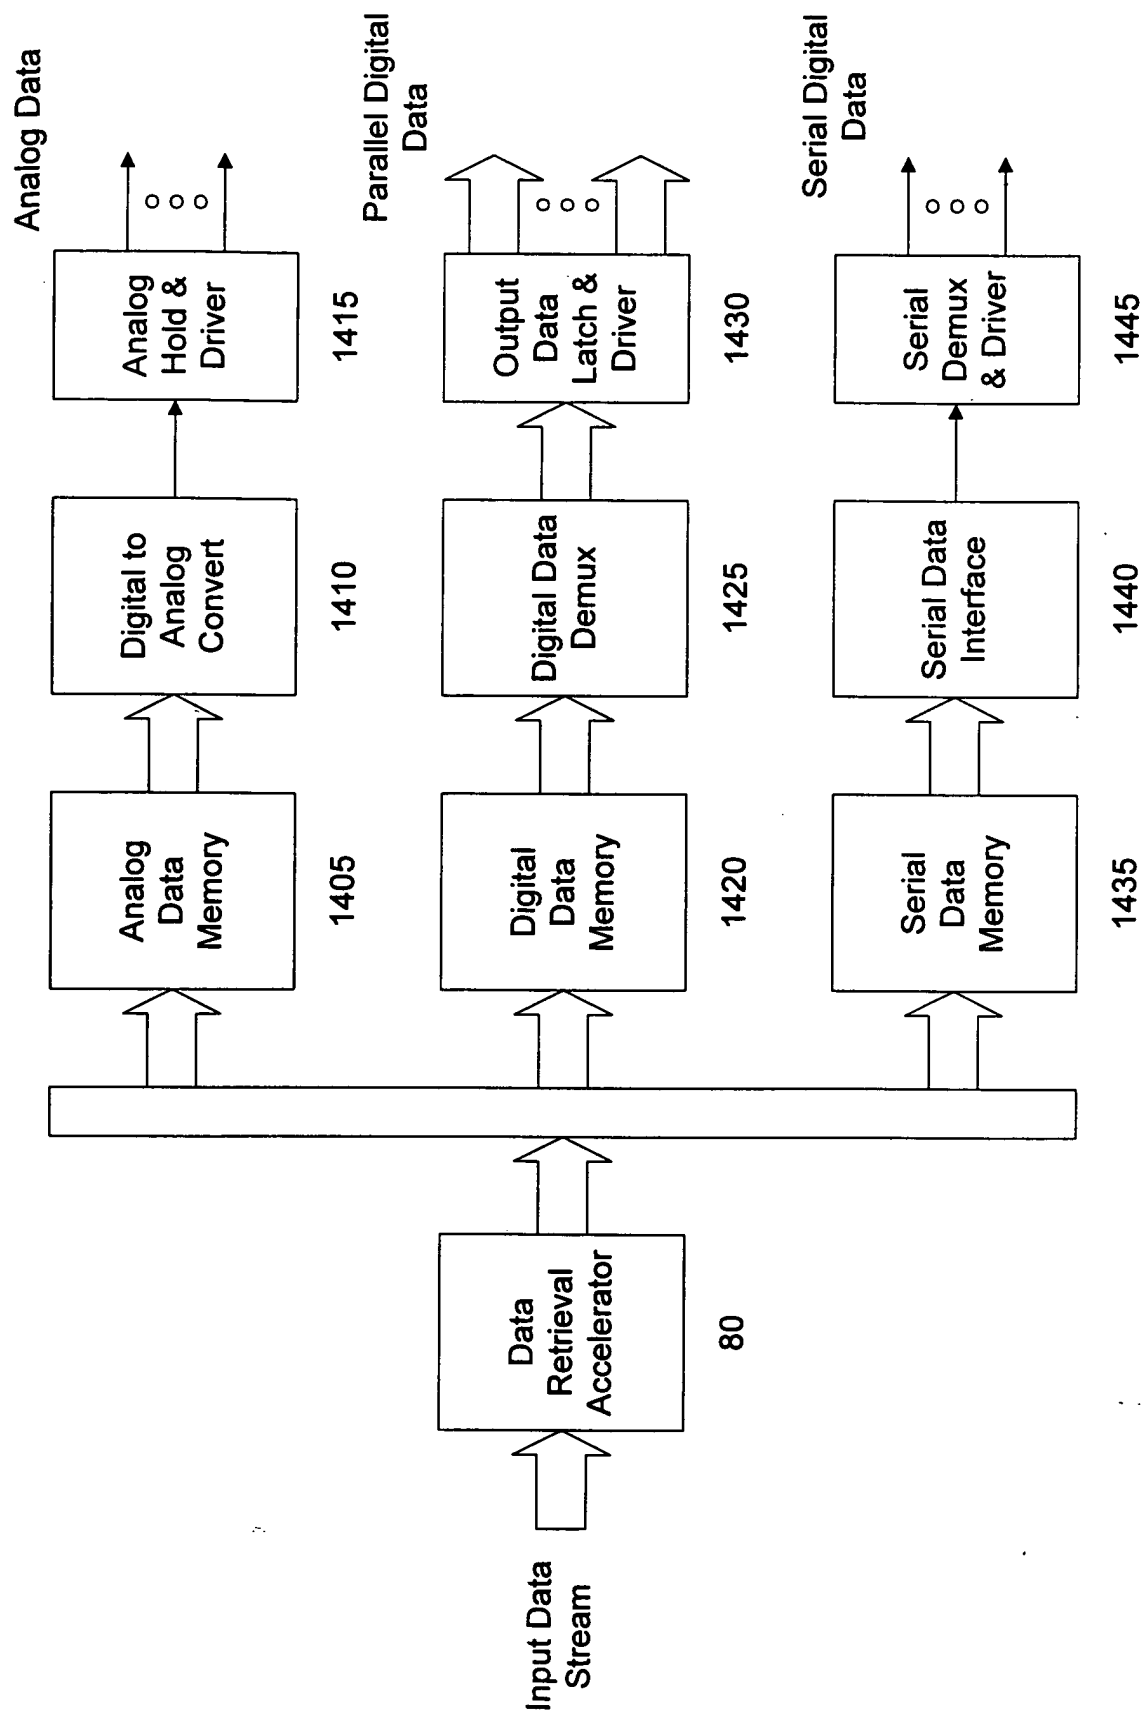 Input Data
Stream
Data
Retrieval
Accelerator
80
Analog
Data
Memory
1405
Digital to
Analog
Convert
1410
Analog
Hold &
Driver
1415
Analog Data
Digital
Data
Memory
1420
Digital Data
Demux
1425
Output
Data
Latch &
Driver
1430
Parallel Digital
Data
Serial
Data
Memory
1435
Serial Data
Interface
1440
Serial
Demux
& Driver
1445
Serial Digital
Data